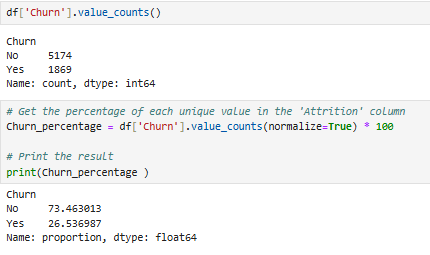 df['Churn'].value_counts()
Churn
No     5174
Yes    1869
Name: count, dtype: int64
# Get the percentage of each unique value in the 'Attrition' column
Churn_percentage = df['Churn'].value_counts(normalize=True) * 100
# Print the result
print(Churn_percentage )
Churn
No     73.463013
Yes    26.536987
Name: proportion, dtype: float64